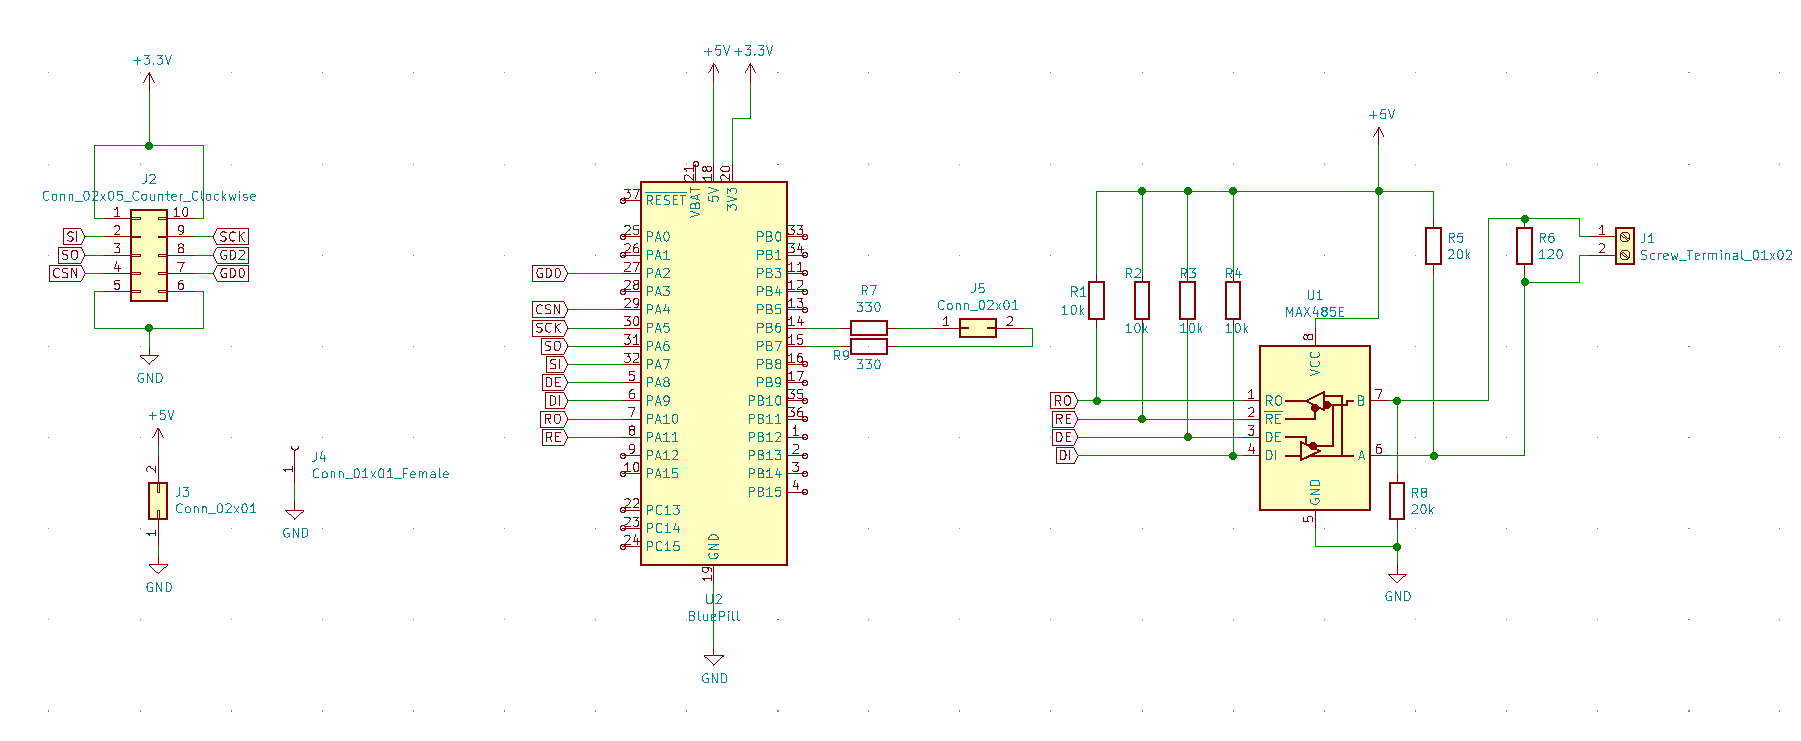 +3.3V
J2
Conn_02x05_Counter_Clockwise
1
10
SI
2
9
SCK
SO
3
8
GD2
CSN
4
7
GD0
5
6
GND
+5V
2
J3
Conn_02x01
1
GND
J4
Conn_01x01_Female
1
GND
+5V
+3.3V
21
18
20
VBAT
5V
3V3
37
RESET
25
PA0
26
PA1
GD0
27
PA2
28
PA3
CSN
29
PA4
SCK
30
PA5
SO
31
PA6
SI
32
PA7
DE
5
PA8
DI
6
PA9
RO
7
PA10
RE
8
PA11
9
PA12
10
PA15
22
PC13
23
PC14
24
PC15
PB0
33
PB1
34
PB3
11
PB4
12
PB5
13
PB6
14
PB7
15
PB8
16
PB9
17
PB10
35
PB11
36
PB12
1
PB13
2
PB14
3
PB15
4
GND
19
U2
BluePill
GND
R7
330
R9
330
J5
Conn_02x01
1
2
+5V
R1
10k
R2
10k
R3
10k
R4
10k
U1
MAX485E
8
VCC
RO
1
RO
RE
2
RE
DE
3
DE
DI
4
DI
B
7
A
6
GND
5
R5
20k
R6
120
1
2
J1
Screw_Terminal_01x02
R8
20k
GND